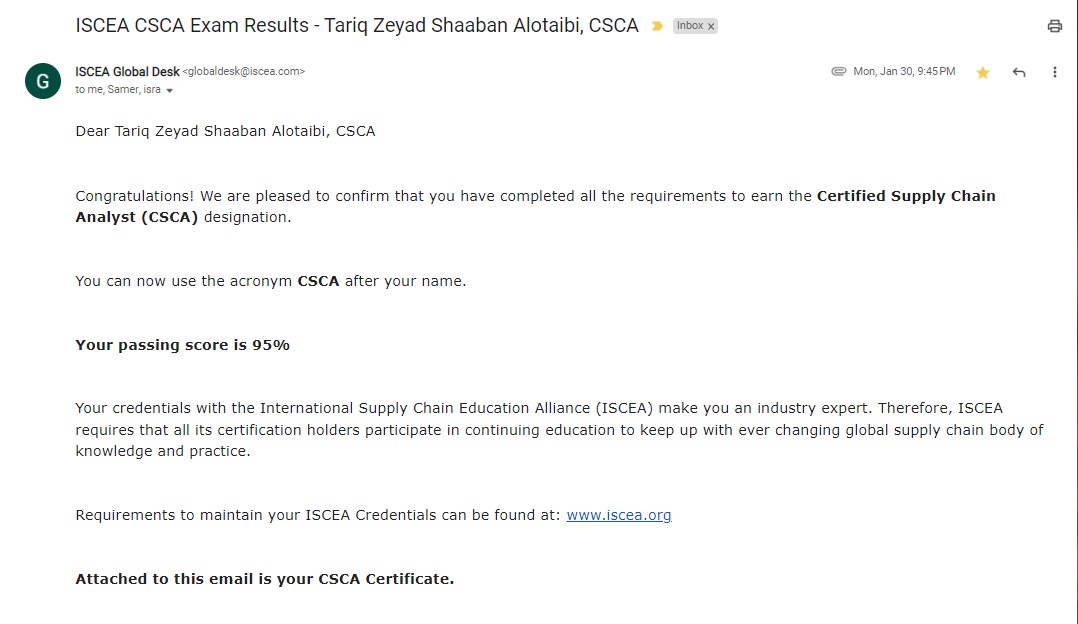 ISCEA CSCA Exam Results - Tariq Zeyad Shaaban Alotaibi, CSCA Inbox x
G
ISCEA Global Desk <globaldesk@iscea.com> Mon, Jan 30, 9:45 PM
to me, Samer, isra
Dear Tariq Zeyad Shaaban Alotaibi, CSCA
Congratulations! We are pleased to confirm that you have completed all the requirements to earn the Certified Supply Chain
Analyst (CSCA) designation.
You can now use the acronym CSCA after your name.
Your passing score is 95%
Your credentials with the International Supply Chain Education Alliance (ISCEA) make you an industry expert. Therefore, ISCEA
requires that all its certification holders participate in continuing education to keep up with ever changing global supply chain body of
knowledge and practice.
Requirements to maintain your ISCEA Credentials can be found at: www.iscea.org
Attached to this email is your CSCA Certificate.